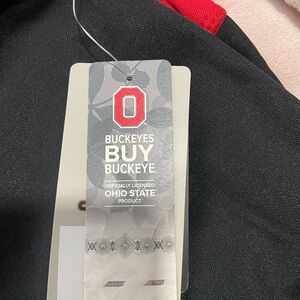 O
BUCKEYES
BUY
BUCKEYE
OFFICIALLY LICENSED
OHIO STATE
PRODUCT